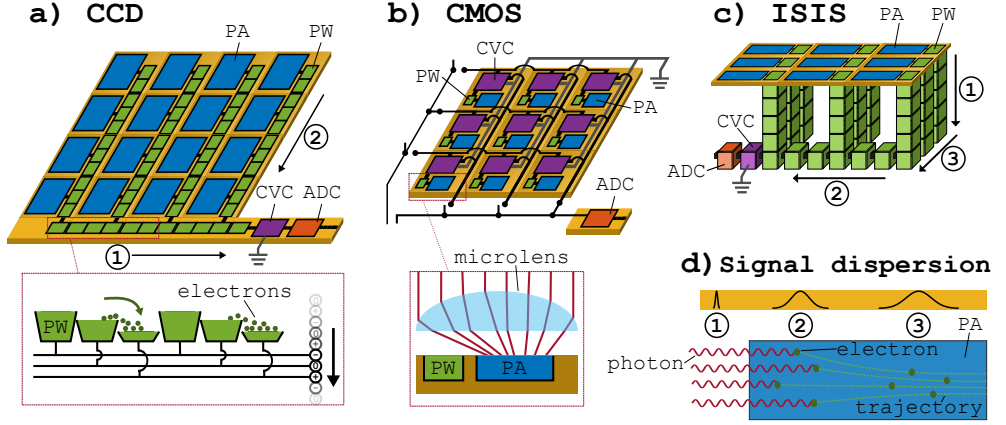 a) CCD
PA
PW
②
CVC
ADC
①
electrons
PW
b) CMOS
CVC
PW
PA
ADC
microlens
PW
PA
c) ISIS
PA
PW
①
CVC
③
ADC
②
d) Signal dispersion
①
②
③
PA
photon
electron
trajectory